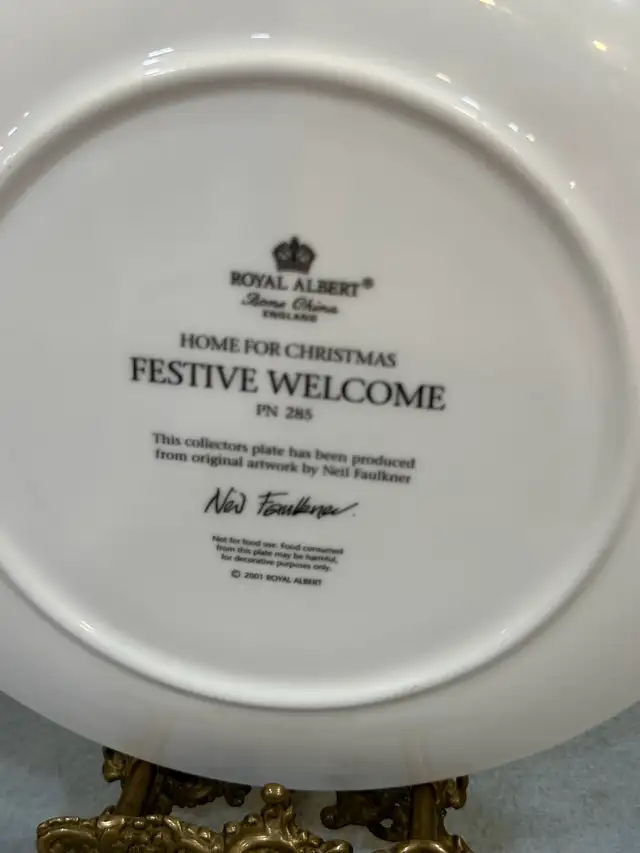 ROYAL ALBERT®
Bone China
ENGLAND
HOME FOR CHRISTMAS
FESTIVE WELCOME
PN 285
This collectors plate has been produced
from original artwork by Neil Faulkner
Neil Faulkner.
Not for food use. Food consumed
from this plate may be harmful,
for decorative purposes only.
© 2001 ROYAL ALBERT